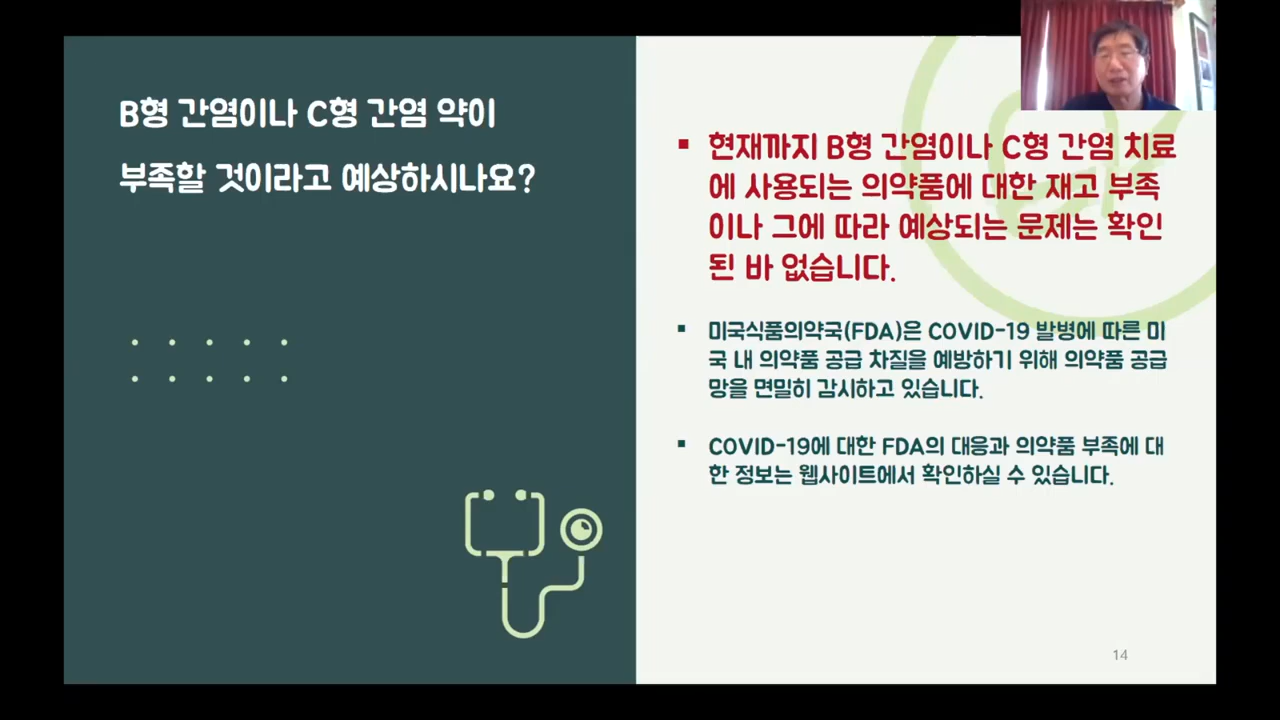 B형 간염이나 C형 간염 약이
부족할 것이라고 예상하시나요?
▪ 현재까지 B형 간염이나 C형 간염 치료
에 사용되는 의약품에 대한 재고 부족
이나 그에 따라 예상되는 문제는 확인
된 바 없습니다.
▪ 미국식품의약국(FDA)은 COVID-19 발병에 따른 미
국 내 의약품 공급 차질을 예방하기 위해 의약품 공급
망을 면밀히 감시하고 있습니다.
▪ COVID-19에 대한 FDA의 대응과 의약품 부족에 대
한 정보는 웹사이트에서 확인하실 수 있습니다.
14